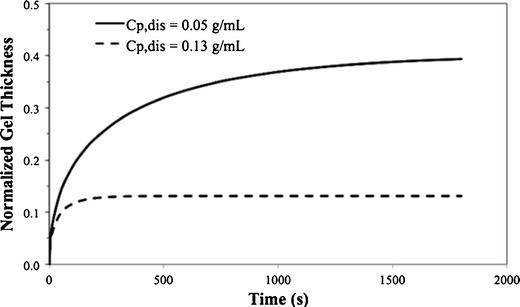 Cp,dis = 0.05 g/mL
Cp,dis = 0.13 g/mL
Normalized Gel Thickness
0.5
0.4
0.3
0.2
0.1
0.0
0
500
1000
1500
2000
Time (s)